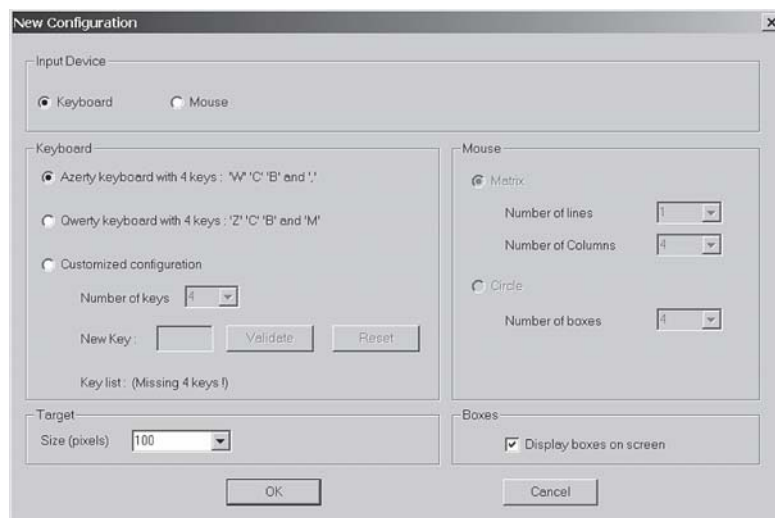 New Configuration
Input Device
Keyboard Mouse
Keyboard
Azerty keyboard with 4 keys : 'W' 'C' 'B' and ';'
Qwerty keyboard with 4 keys : 'Z' 'C' 'B' and 'M'
Customized configuration
Number of keys 4
New Key : Validate Reset
Key list : (Missing 4 keys !)
Mouse
Matrix
Number of lines 1
Number of Columns 4
Circle
Number of boxes 4
Target
Size (pixels) 100
Boxes
Display boxes on screen
OK Cancel